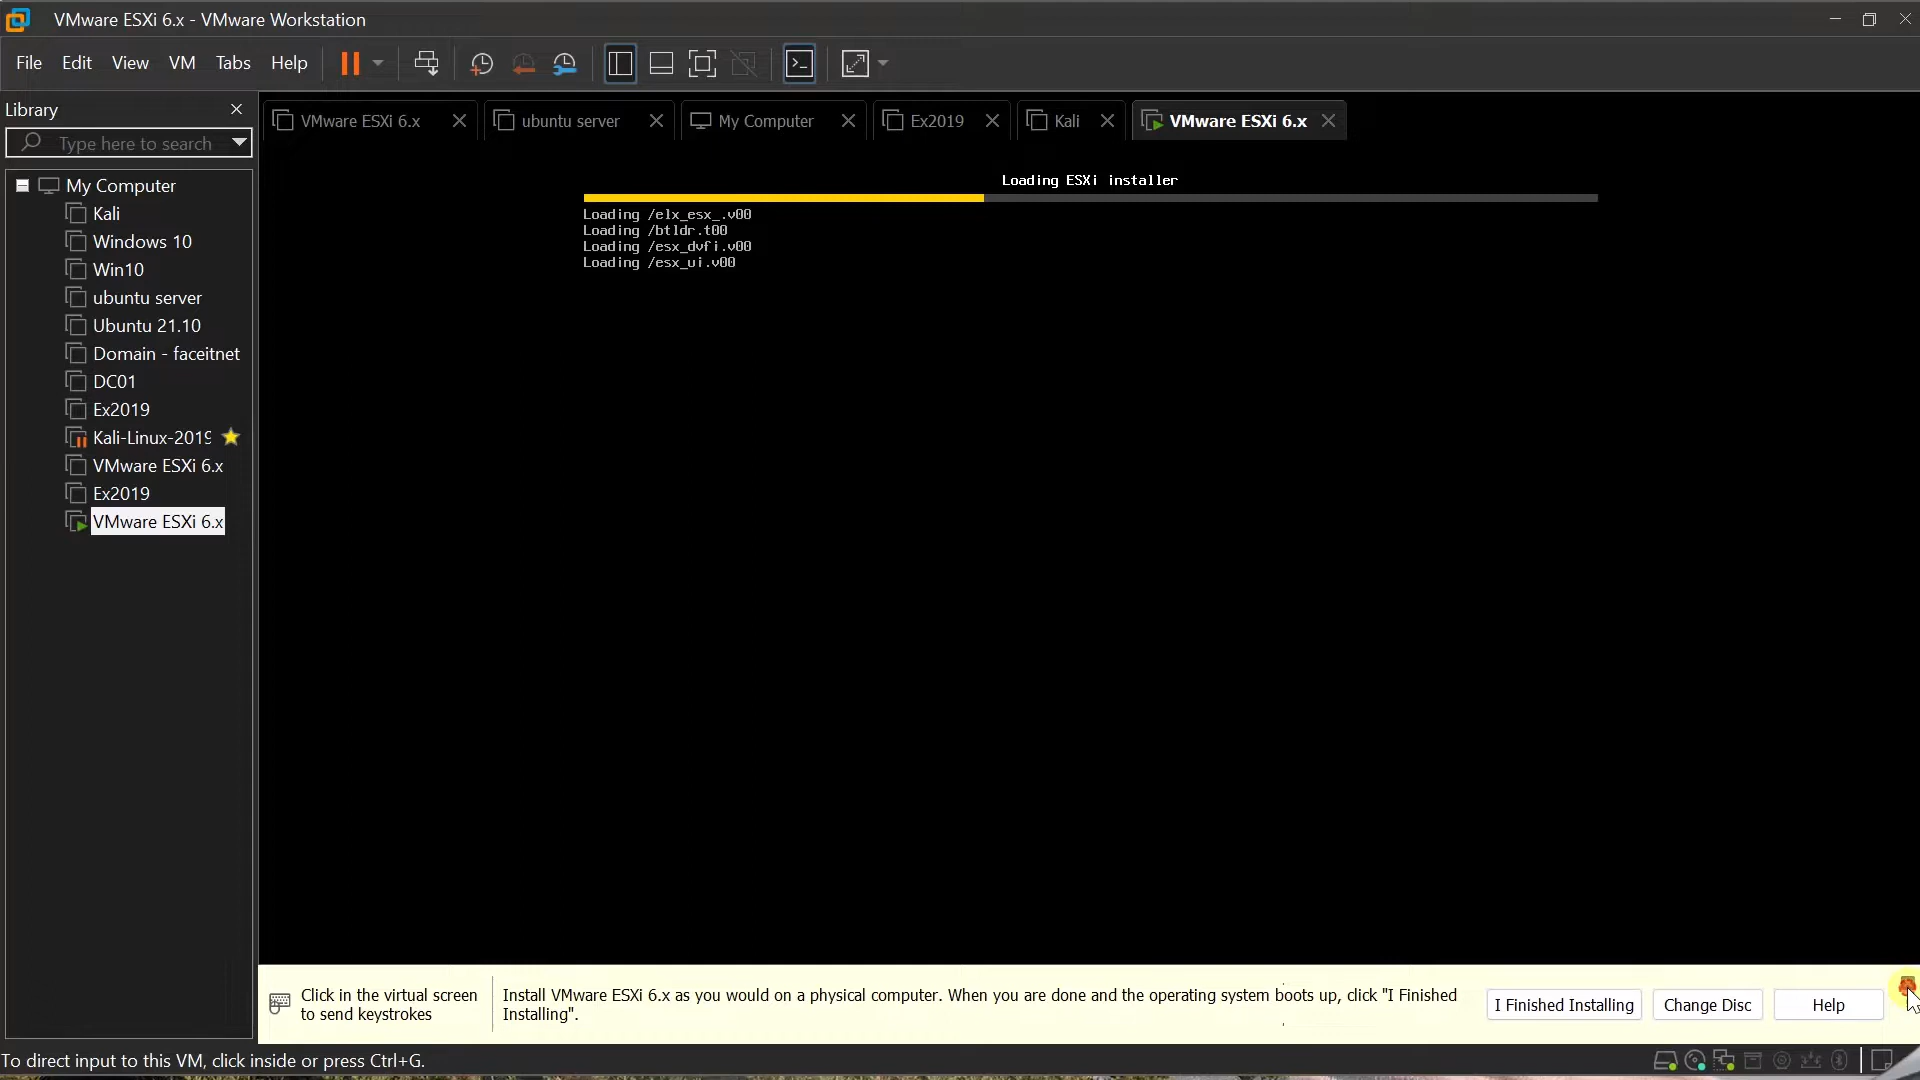 VMware ESXi 6.x - VMware Workstation
File Edit View VM Tabs Help
Library
Type here to search
My Computer
Kali
Windows 10
Win10
ubuntu server
Ubuntu 21.10
Domain - faceitnet
DC01
Ex2019
Kali-Linux-2019
VMware ESXi 6.x
Ex2019
VMware ESXi 6.x
VMware ESXi 6.x ubuntu server My Computer Ex2019 Kali VMware ESXi 6.x
Loading ESXi installer
Loading /elx_esx_.v00
Loading /btldr.t00
Loading /esx_dvfi.v00
Loading /esx_ui.v00
Click in the virtual screen
to send keystrokes
Install VMware ESXi 6.x as you would on a physical computer. When you are done and the operating system boots up, click "I Finished
Installing".
I Finished Installing Change Disc Help
To direct input to this VM, click inside or press Ctrl+G.